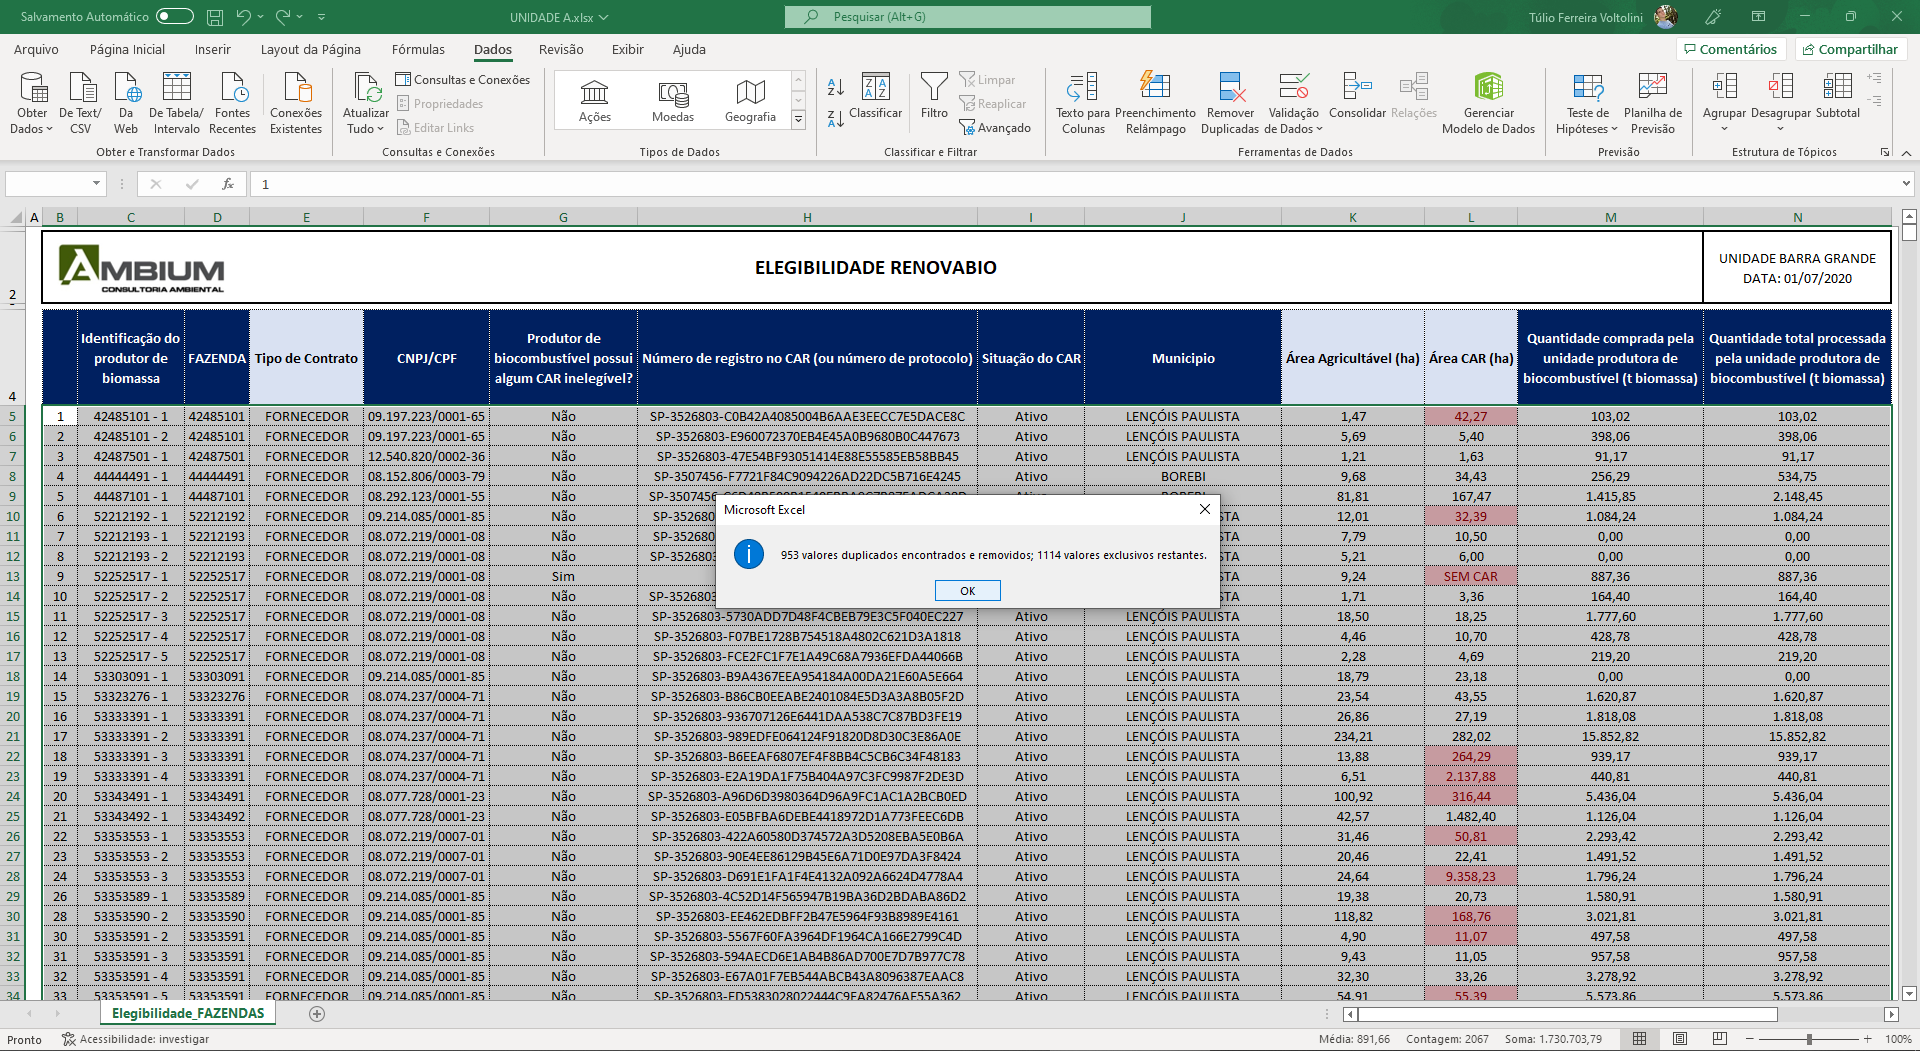 Salvamento Automático
UNIDADE A.xlsx
Pesquisar (Alt+G)
Túlio Ferreira Voltolini
Arquivo Página Inicial Inserir Layout da Página Fórmulas Dados Revisão Exibir Ajuda
Comentários Compartilhar
Obter Dados
De Text/ CSV
Da Web
De Tabela/ Intervalo
Fontes Recentes
Conexões Existentes
Obter e Transformar Dados
Atualizar Tudo
Consultas e Conexões
Propriedades
Editar Links
Consultas e Conexões
Ações Moedas Geografia
Tipos de Dados
Classificar
Filtro
Limpar
Reaplicar
Avançado
Classificar e Filtrar
Texto para Colunas
Preenchimento Relâmpago
Remover Duplicadas
Validação de Dados
Consolidar
Relações
Gerenciar Modelo de Dados
Ferramentas de Dados
Teste de Hipóteses
Planilha de Previsão
Previsão
Agrupar Desagrupar Subtotal
Estrutura de Tópicos
fx 1
A B C D E F G H I J K L M N
2
AMBIUM
CONSULTORIA AMBIENTAL
ELEGIBILIDADE RENOVABIO
UNIDADE BARRA GRANDE
DATA: 01/07/2020
4
Identificação do produtor de biomassa
FAZENDA
Tipo de Contrato
CNPJ/CPF
Produtor de biocombustível possui algum CAR inelegível?
Número de registro no CAR (ou número de protocolo)
Situação do CAR
Municipio
Área Agricultável (ha)
Área CAR (ha)
Quantidade comprada pela unidade produtora de biocombustível (t biomassa)
Quantidade total processada pela unidade produtora de biocombustível (t biomassa)
5 1 42485101 - 1 42485101 FORNECEDOR 09.197.223/0001-65 Não SP-3526803-C0B42A4085004B6AAE3EECC7E5DACE8C Ativo LENÇÓIS PAULISTA 1,47 42,27 103,02 103,02
6 2 42485101 - 2 42485101 FORNECEDOR 09.197.223/0001-65 Não SP-3526803-E960072370EB4E45A0B9680B0C447673 Ativo LENÇÓIS PAULISTA 5,69 5,40 398,06 398,06
7 3 42487501 - 1 42487501 FORNECEDOR 12.540.820/0002-36 Não SP-3526803-47E54BF93051414E88E55585EB58BB45 Ativo LENÇÓIS PAULISTA 1,21 1,63 91,17 91,17
8 4 44444491 - 1 44444491 FORNECEDOR 08.152.806/0003-79 Não SP-3507456-F7721F84C9094226AD22DC5B716E4245 Ativo BOREBI 9,68 34,43 256,29 534,75
9 5 44487101 - 1 44487101 FORNECEDOR 08.292.123/0001-55 Não SP-3507456 81,81 167,47 1.415,85 2.148,45
10 6 52212192 - 1 52212192 FORNECEDOR 09.214.085/0001-85 Não SP-35268 STA 12,01 32,39 1.084,24 1.084,24
11 7 52212193 - 1 52212193 FORNECEDOR 08.072.219/0001-08 Não SP-35268 STA 7,79 10,50 0,00 0,00
12 8 52212193 - 2 52212193 FORNECEDOR 08.072.219/0001-08 Não SP-352680 STA 5,21 6,00 0,00 0,00
13 9 52252517 - 1 52252517 FORNECEDOR 08.072.219/0001-08 Sim STA 9,24 SEM CAR 887,36 887,36
14 10 52252517 - 2 52252517 FORNECEDOR 08.072.219/0001-08 Não SP-352680 STA 1,71 3,36 164,40 164,40
15 11 52252517 - 3 52252517 FORNECEDOR 08.072.219/0001-08 Não SP-3526803-5730ADD7D48F4CBEB79E3C5F040EC227 Ativo LENÇÓIS PAULISTA 18,50 18,25 1.777,60 1.777,60
16 12 52252517 - 4 52252517 FORNECEDOR 08.072.219/0001-08 Não SP-3526803-F07BE1728B754518A4802C621D3A1818 Ativo LENÇÓIS PAULISTA 4,46 10,70 428,78 428,78
17 13 52252517 - 5 52252517 FORNECEDOR 08.072.219/0001-08 Não SP-3526803-FCE2FC1F7E1A49C68A7936EFDA44066B Ativo LENÇÓIS PAULISTA 2,28 4,69 219,20 219,20
18 14 53303091 - 1 53303091 FORNECEDOR 09.214.085/0001-85 Não SP-3526803-B9A4367EEA954184A00DA21E60A5E664 Ativo LENÇÓIS PAULISTA 18,79 23,18 0,00 0,00
19 15 53323276 - 1 53323276 FORNECEDOR 08.074.237/0004-71 Não SP-3526803-B86CB0EEABE2401084E5D3A3A8B05F2D Ativo LENÇÓIS PAULISTA 23,54 43,55 1.620,87 1.620,87
20 16 53333391 - 1 53333391 FORNECEDOR 08.074.237/0004-71 Não SP-3526803-936707126E6441DAA538C7C87BD3FE19 Ativo LENÇÓIS PAULISTA 26,86 27,19 1.818,08 1.818,08
21 17 53333391 - 2 53333391 FORNECEDOR 08.074.237/0004-71 Não SP-3526803-989EDFE064124F91820D8D30C3E86A0E Ativo LENÇÓIS PAULISTA 234,21 282,02 15.852,82 15.852,82
22 18 53333391 - 3 53333391 FORNECEDOR 08.074.237/0004-71 Não SP-3526803-B6EEAF6807EF4F8BB4C5CB6C34F48183 Ativo LENÇÓIS PAULISTA 13,88 264,29 939,17 939,17
23 19 53333391 - 4 53333391 FORNECEDOR 08.074.237/0004-71 Não SP-3526803-E2A19DA1F75B404A97C3FC9987F2DE3D Ativo LENÇÓIS PAULISTA 6,51 2.137,88 440,81 440,81
24 20 53343491 - 1 53343491 FORNECEDOR 08.077.728/0001-23 Não SP-3526803-A96D6D3980364D96A9FC1AC1A2BCB0ED Ativo LENÇÓIS PAULISTA 100,92 316,44 5.436,04 5.436,04
25 21 53343492 - 1 53343492 FORNECEDOR 08.077.728/0001-23 Não SP-3526803-E05BFBA6DEBE4418972D1A773FEEC6DB Ativo LENÇÓIS PAULISTA 42,57 1.482,40 1.126,04 1.126,04
26 22 53353553 - 1 53353553 FORNECEDOR 08.072.219/0007-01 Não SP-3526803-422A60580D374572A3D5208EBA5E0B6A Ativo LENÇÓIS PAULISTA 31,46 50,81 2.293,42 2.293,42
27 23 53353553 - 2 53353553 FORNECEDOR 08.072.219/0007-01 Não SP-3526803-90E4EE86129B45E6A71D0E97DA3F8424 Ativo LENÇÓIS PAULISTA 20,46 22,41 1.491,52 1.491,52
28 24 53353553 - 3 53353553 FORNECEDOR 08.072.219/0007-01 Não SP-3526803-D691E1FA1F4E4132A092A6624D4778A4 Ativo LENÇÓIS PAULISTA 24,64 9.358,23 1.796,24 1.796,24
29 26 53353589 - 1 53353589 FORNECEDOR 09.214.085/0001-85 Não SP-3526803-4C52D14F565947B19BA36D2BDABA86D2 Ativo LENÇÓIS PAULISTA 19,38 20,73 1.580,91 1.580,91
30 28 53353590 - 2 53353590 FORNECEDOR 09.214.085/0001-85 Não SP-3526803-EE462EDBFF2B47E5964F93B8989E4161 Ativo LENÇÓIS PAULISTA 118,82 168,76 3.021,81 3.021,81
31 30 53353591 - 2 53353591 FORNECEDOR 09.214.085/0001-85 Não SP-3526803-5567F60FA3964DF1964CA166E2799C4D Ativo LENÇÓIS PAULISTA 4,90 11,07 497,58 497,58
32 31 53353591 - 3 53353591 FORNECEDOR 09.214.085/0001-85 Não SP-3526803-594AECD6E1AB4B86AD700E7D7B977C78 Ativo LENÇÓIS PAULISTA 9,43 11,05 957,58 957,58
33 32 53353591 - 4 53353591 FORNECEDOR 09.214.085/0001-85 Não SP-3526803-E67A01F7EB544ABCB43A8096387EAAC8 Ativo LENÇÓIS PAULISTA 32,30 33,26 3.278,92 3.278,92
34 33 53353591 - 5 53353591 FORNECEDOR 09.214.085/0001-85 Não SP-3526803-ED5383028022444C9EA82476AF55A362 Ativo LENÇÓIS PAULISTA 54,91 55,39 5.573,86 5.573,86
Microsoft Excel
953 valores duplicados encontrados e removidos; 1114 valores exclusivos restantes.
OK
Elegibilidade_FAZENDAS
Pronto Acessibilidade: investigar
Média: 891,66 Contagem: 2067 Soma: 1.730.703,79
100%